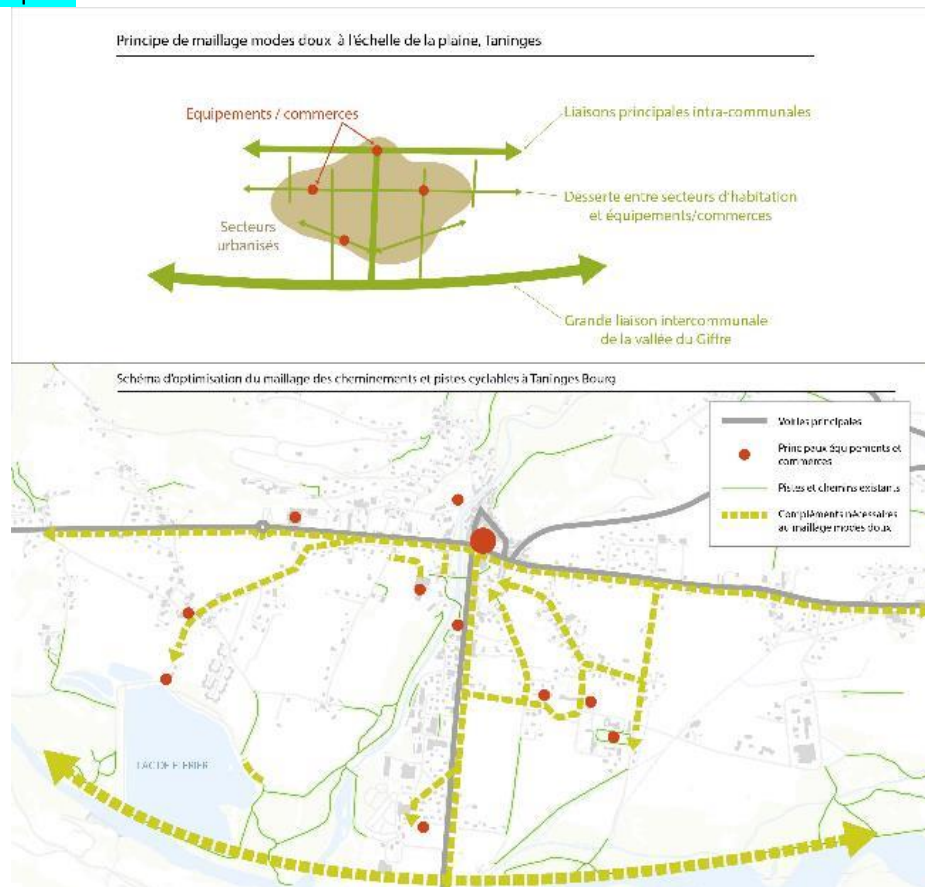 Principe de maillage modes doux à l'échelle de la plaine, Taninges
Equipements / commerces
Liaisons principales intra-communales
Desserte entre secteurs d'habitation
et équipements/commerces
Secteurs
urbanisés
Grande liaison intercommunale
de la vallée du Giffre
Schéma d'optimisation du maillage des cheminements et pistes cyclables à Taninges Bourg
Voiries principales
Principaux équipements et
commerces
Pistes et chemins existants
Compléments nécessaires
au maillage modes doux
LAC DE FLERIER